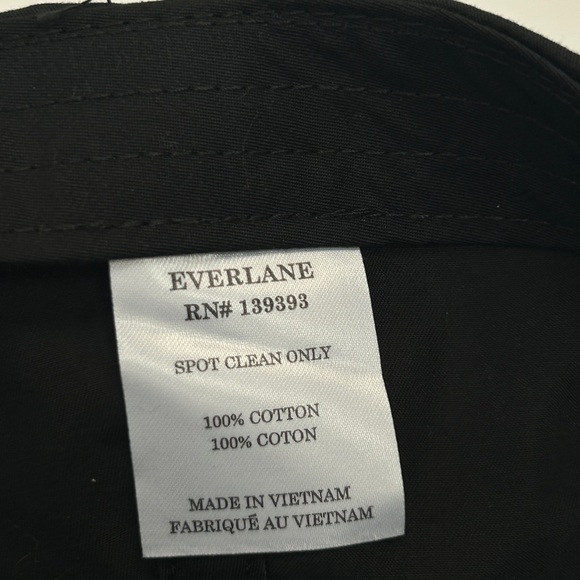 EVERLANE
RN# 139393
SPOT CLEAN ONLY
100% COTTON
100% COTON
MADE IN VIETNAM
FABRIQUÉ AU VIETNAM